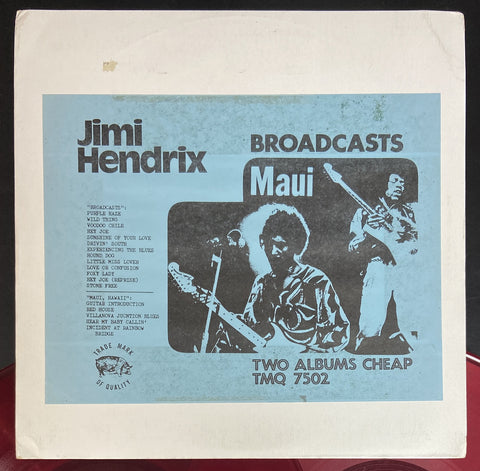 Jimi
Hendrix
BROADCASTS
Maui
"BROADCASTS":
PURPLE HAZE
WILD THING
VOODOO CHILE
HEY JOE
SUNSHINE OF YOUR LOVE
DRIVIN' SOUTH
EXPERIENCING THE BLUES
HOUND DOG
LITTLE MISS LOVER
LOVE OR CONFUSION
FOXY LADY
HEY JOE (REPRISE)
STONE FREE
"MAUI, HAWAII":
GUITAR INTRODUCTION
RED HOUSE
VILLANOVA JUNCTION BLUES
HEAR MY BABY CALLIN'
INCIDENT AT RAINBOW
BRIDGE
TRADE MARK
OF QUALITY
TWO ALBUMS CHEAP
TMQ 7502